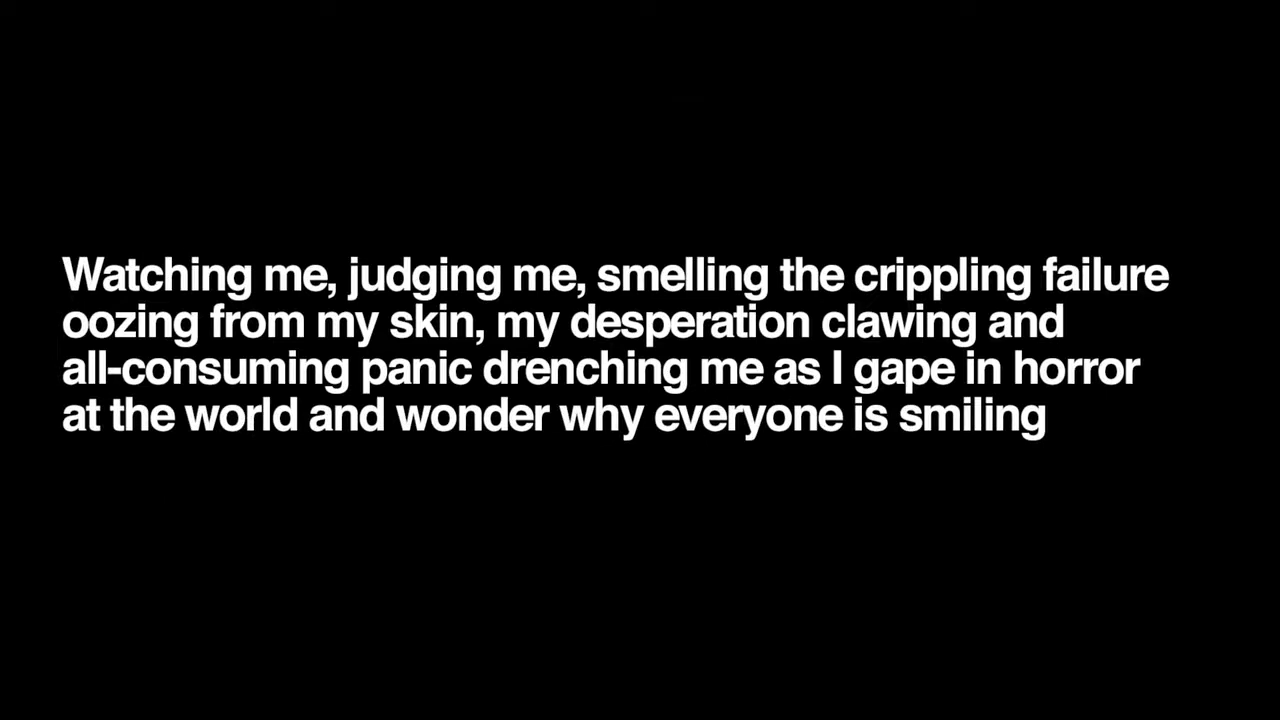 Watching me, judging me, smelling the crippling failure
oozing from my skin, my desperation clawing and
all-consuming panic drenching me as I gape in horror
at the world and wonder why everyone is smiling